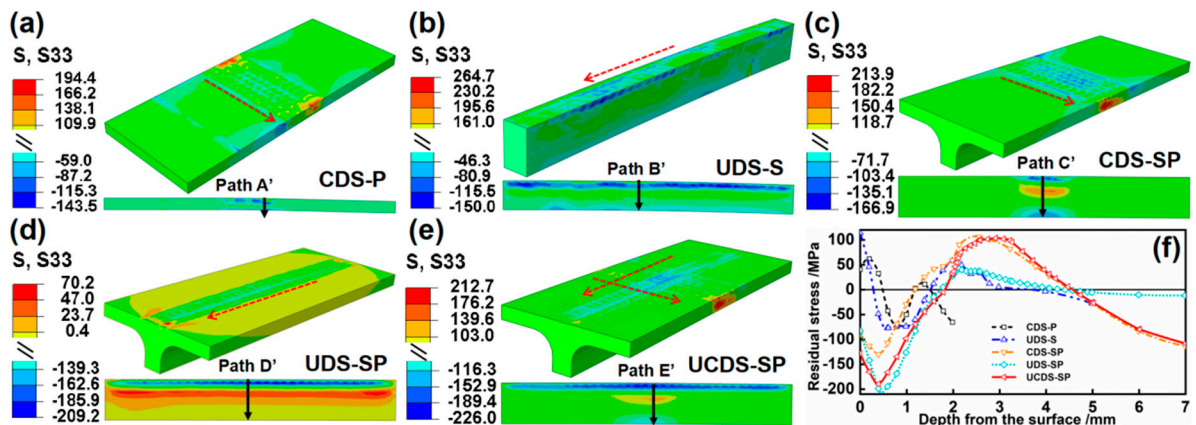 (a)
S, S33
194.4
166.2
138.1
109.9
-59.0
-87.2
-115.3
-143.5
Path A'
CDS-P
(b)
S, S33
264.7
230.2
195.6
161.0
-46.3
-80.9
-115.5
-150.0
Path B'
UDS-S
(c)
S, S33
213.9
182.2
150.4
118.7
-71.7
-103.4
-135.1
-166.9
Path C'
CDS-SP
(d)
S, S33
70.2
47.0
23.7
0.4
-139.3
-162.6
-185.9
-209.2
Path D'
UDS-SP
(e)
S, S33
212.7
176.2
139.6
103.0
-116.3
-152.9
-189.4
-226.0
Path E'
UCDS-SP
(f)
Residual stress /MPa
100
50
0
-50
-100
-150
-200
CDS-P
UDS-S
CDS-SP
UDS-SP
UCDS-SP
0 1 2 3 4 5 6 7
Depth from the surface /mm